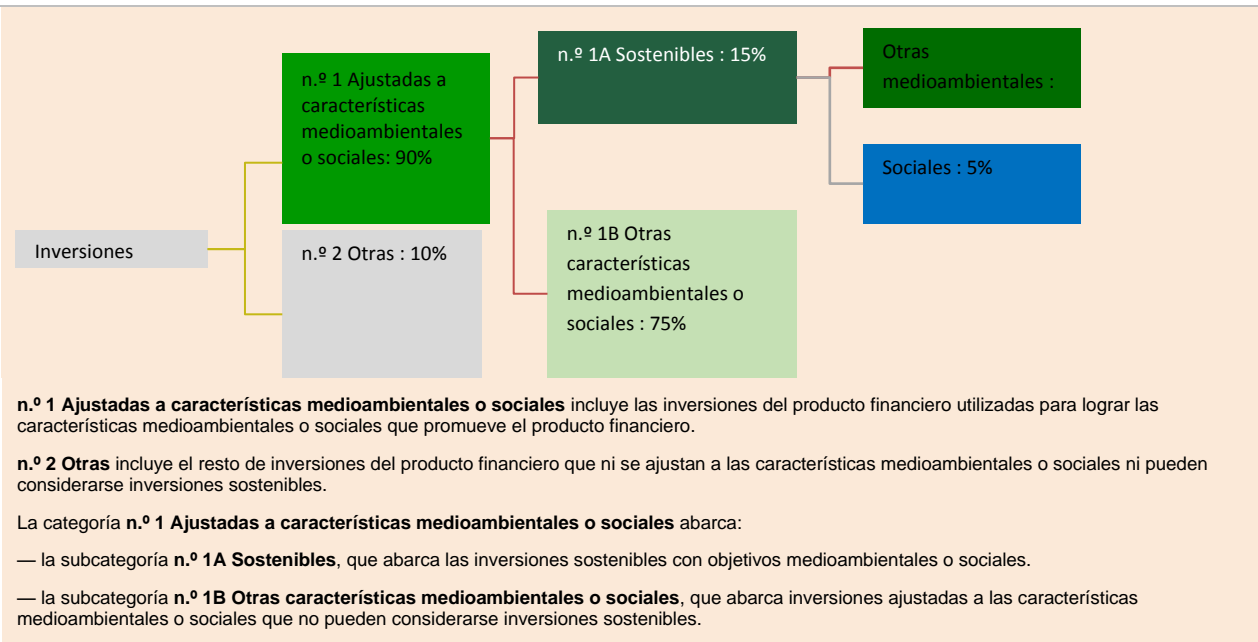 Inversiones
n.º 1 Ajustadas a
características
medioambientales
o sociales: 90%
n.º 2 Otras : 10%
n.º 1A Sostenibles : 15%
n.º 1B Otras
características
medioambientales o
sociales : 75%
Otras
medioambientales :
Sociales : 5%
n.º 1 Ajustadas a características medioambientales o sociales incluye las inversiones del producto financiero utilizadas para lograr las
características medioambientales o sociales que promueve el producto financiero.
n.º 2 Otras incluye el resto de inversiones del producto financiero que ni se ajustan a las características medioambientales o sociales ni pueden
considerarse inversiones sostenibles.
La categoría n.º 1 Ajustadas a características medioambientales o sociales abarca:
— la subcategoría n.º 1A Sostenibles, que abarca las inversiones sostenibles con objetivos medioambientales o sociales.
— la subcategoría n.º 1B Otras características medioambientales o sociales, que abarca inversiones ajustadas a las características
medioambientales o sociales que no pueden considerarse inversiones sostenibles.